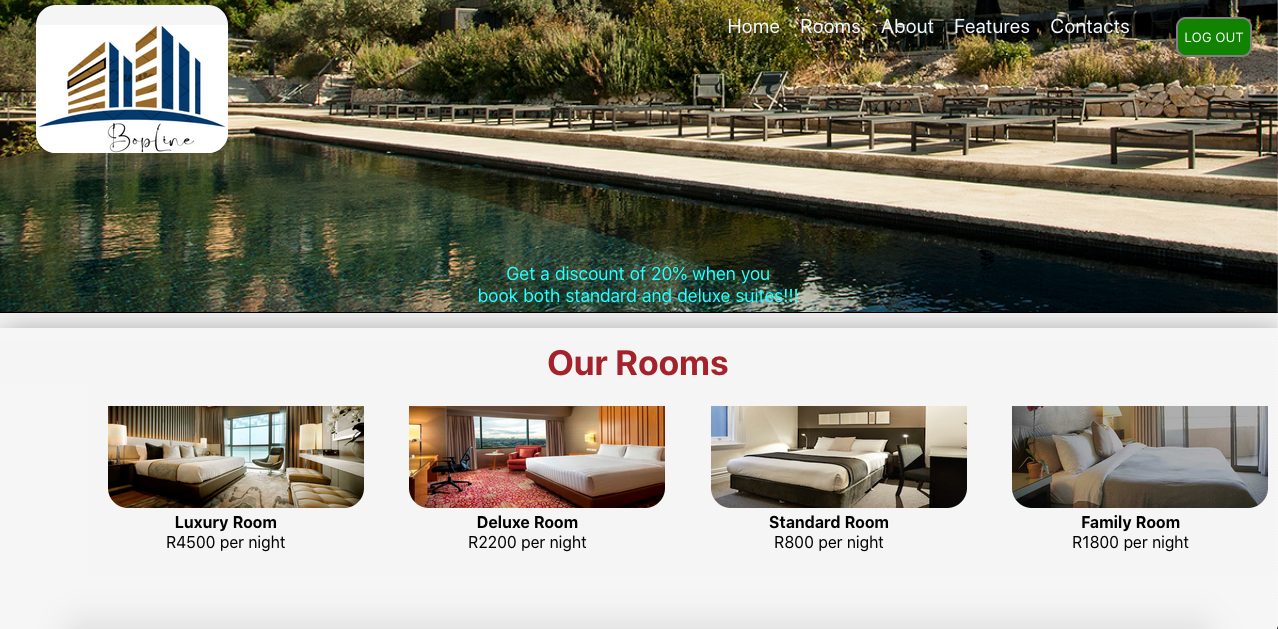 Home Rooms About Features Contacts
LOG OUT
BopLine
Get a discount of 20% when you
book both standard and deluxe suites!!!
Our Rooms
Luxury Room
R4500 per night
Deluxe Room
R2200 per night
Standard Room
R800 per night
Family Room
R1800 per night